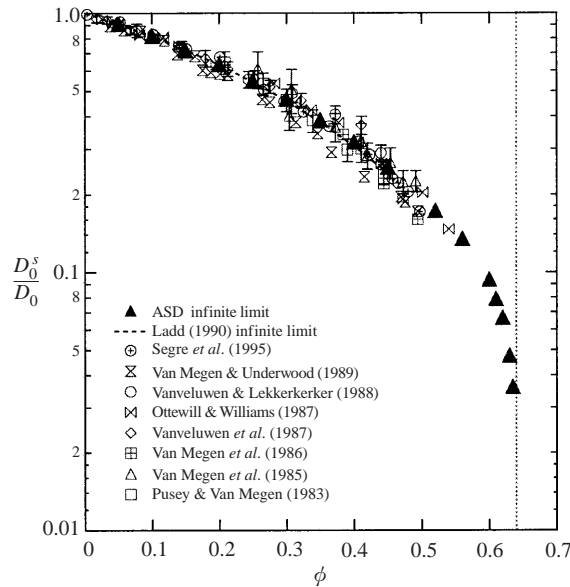 1.0
5
2
0.1
8
5
2
0.01
D_0^s
D_0
ASD infinite limit
Ladd (1990) infinite limit
Segre et al. (1995)
Van Megen & Underwood (1989)
Vanveluwen & Lekkerkerker (1988)
Ottewill & Williams (1987)
Vanveluwen et al. (1987)
Van Megen et al. (1986)
Van Megen et al. (1985)
Pusey & Van Megen (1983)
0 0.1 0.2 0.3 0.4 0.5 0.6 0.7
ϕ